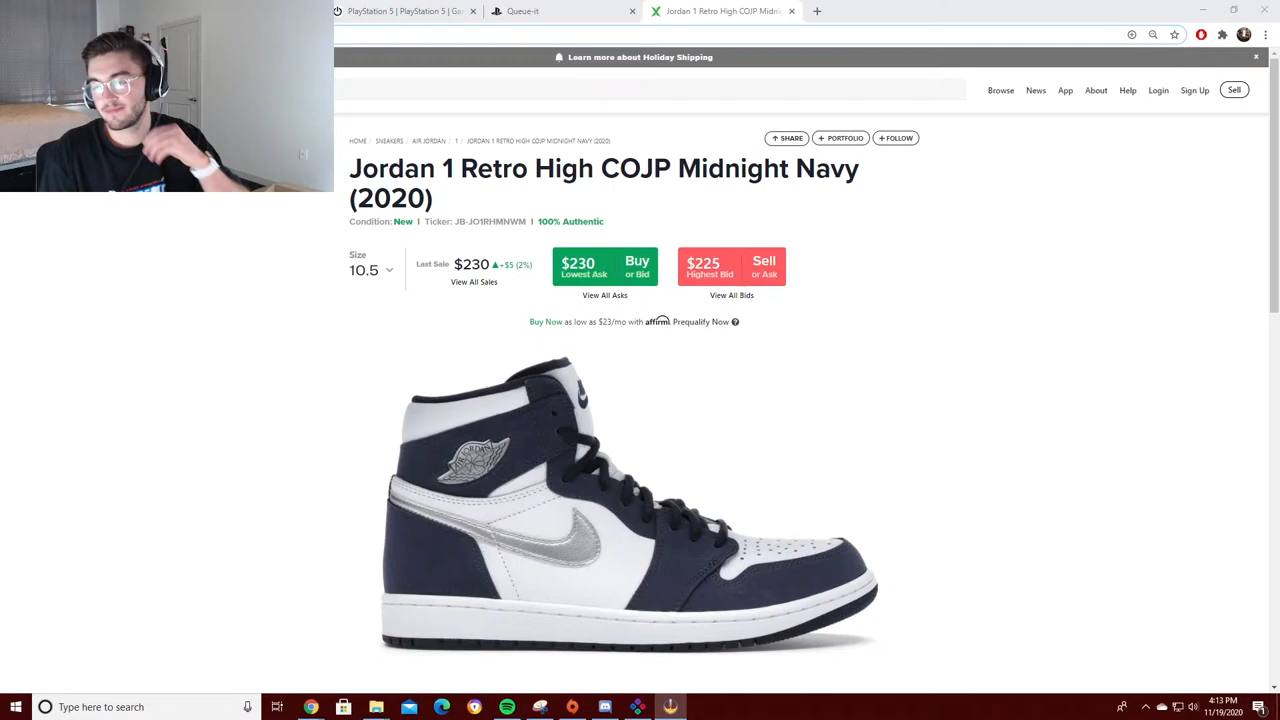 PlayStation 5 | Ga
Queue-it
Jordan 1 Retro High COJP Midni
Learn more about Holiday Shipping
Browse News App About Help Login Sign Up Sell
HOME / SNEAKERS / AIR JORDAN / 1 / JORDAN 1 RETRO HIGH COJP MIDNIGHT NAVY (2020)
SHARE + PORTFOLIO + FOLLOW
Jordan 1 Retro High COJP Midnight Navy
(2020)
Condition: New | Ticker: JB-JO1RHMNWM | 100% Authentic
Size
10.5
Last Sale $230 ▲+$5 (2%)
View All Sales
$230 Buy
Lowest Ask or Bid
View All Asks
$225 Sell
Highest Bid or Ask
View All Bids
Buy Now as low as $23/mo with affirm. Prequalify Now
AIR JORDAN
Type here to search
4:13 PM
11/19/2020